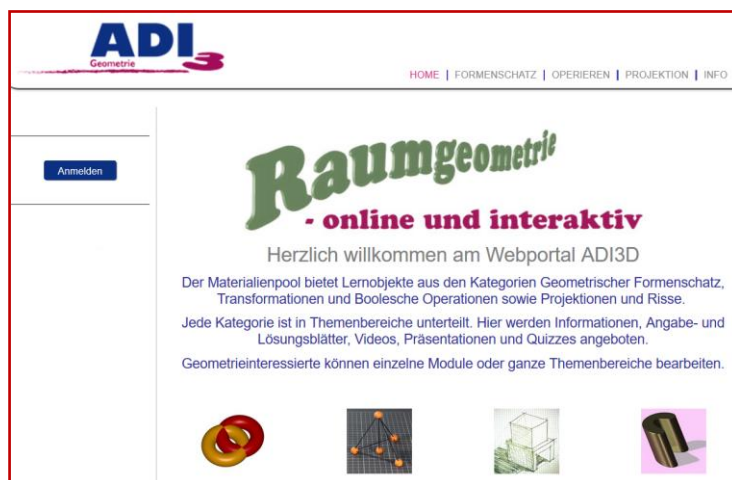 ADI3
Geometrie
HOME | FORMENSCHATZ | OPERIEREN | PROJEKTION | INFO
Anmelden
Raumgeometrie
- online und interaktiv
Herzlich willkommen am Webportal ADI3D
Der Materialienpool bietet Lernobjekte aus den Kategorien Geometrischer Formenschatz,
Transformationen und Boolesche Operationen sowie Projektionen und Risse.
Jede Kategorie ist in Themenbereiche unterteilt. Hier werden Informationen, Angabe- und
Lösungsblätter, Videos, Präsentationen und Quizzes angeboten.
Geometrieinteressierte können einzelne Module oder ganze Themenbereiche bearbeiten.